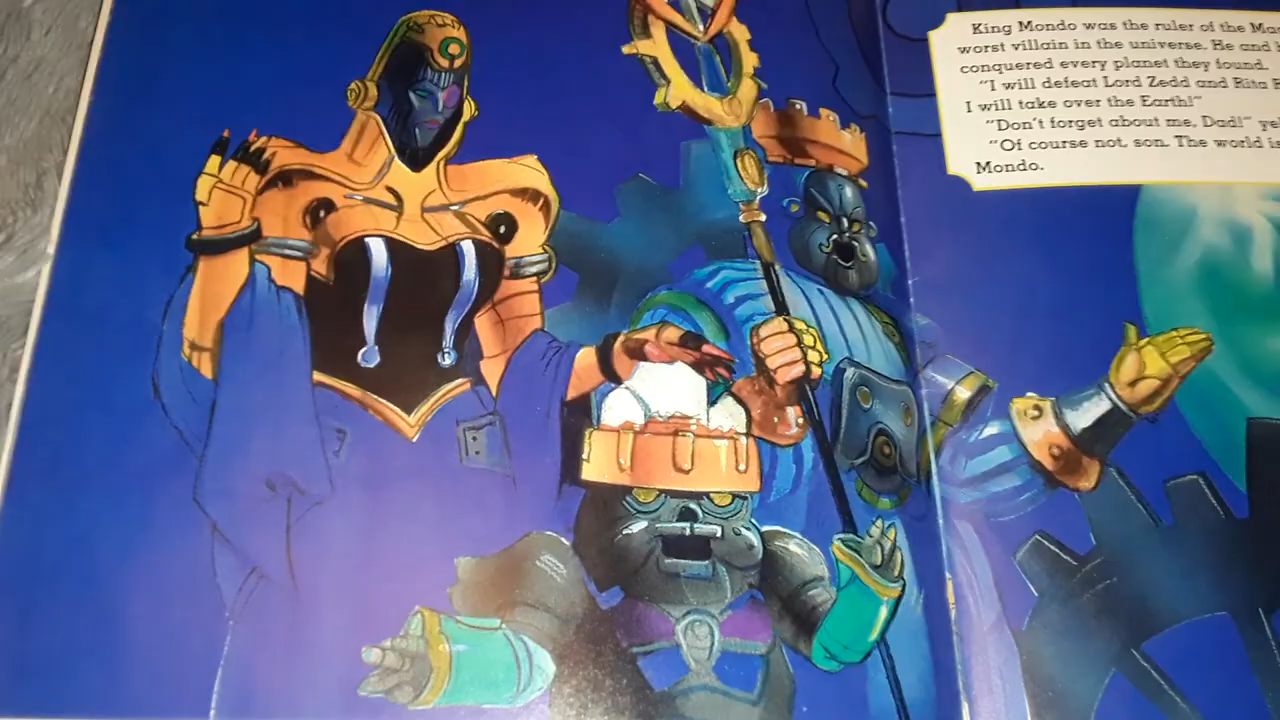 King Mondo was the ruler of the
worst villain in the universe. He and
conquered every planet they found.
"I will defeat Lord Zedd and Rita
I will take over the Earth!"
"Don't forget about me, Dad!"
"Of course not, son. The world is
Mondo.